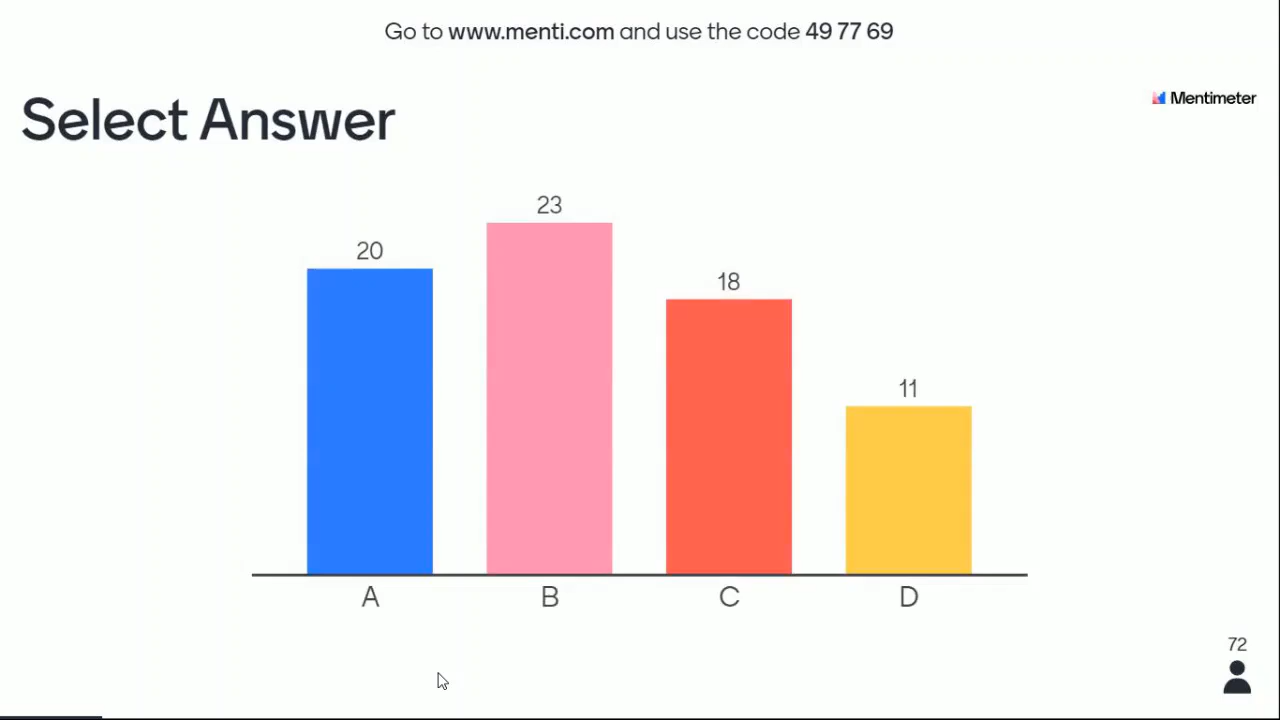 Go to www.menti.com and use the code 49 77 69
Mentimeter
Select Answer
20
23
18
11
A
B
C
D
72